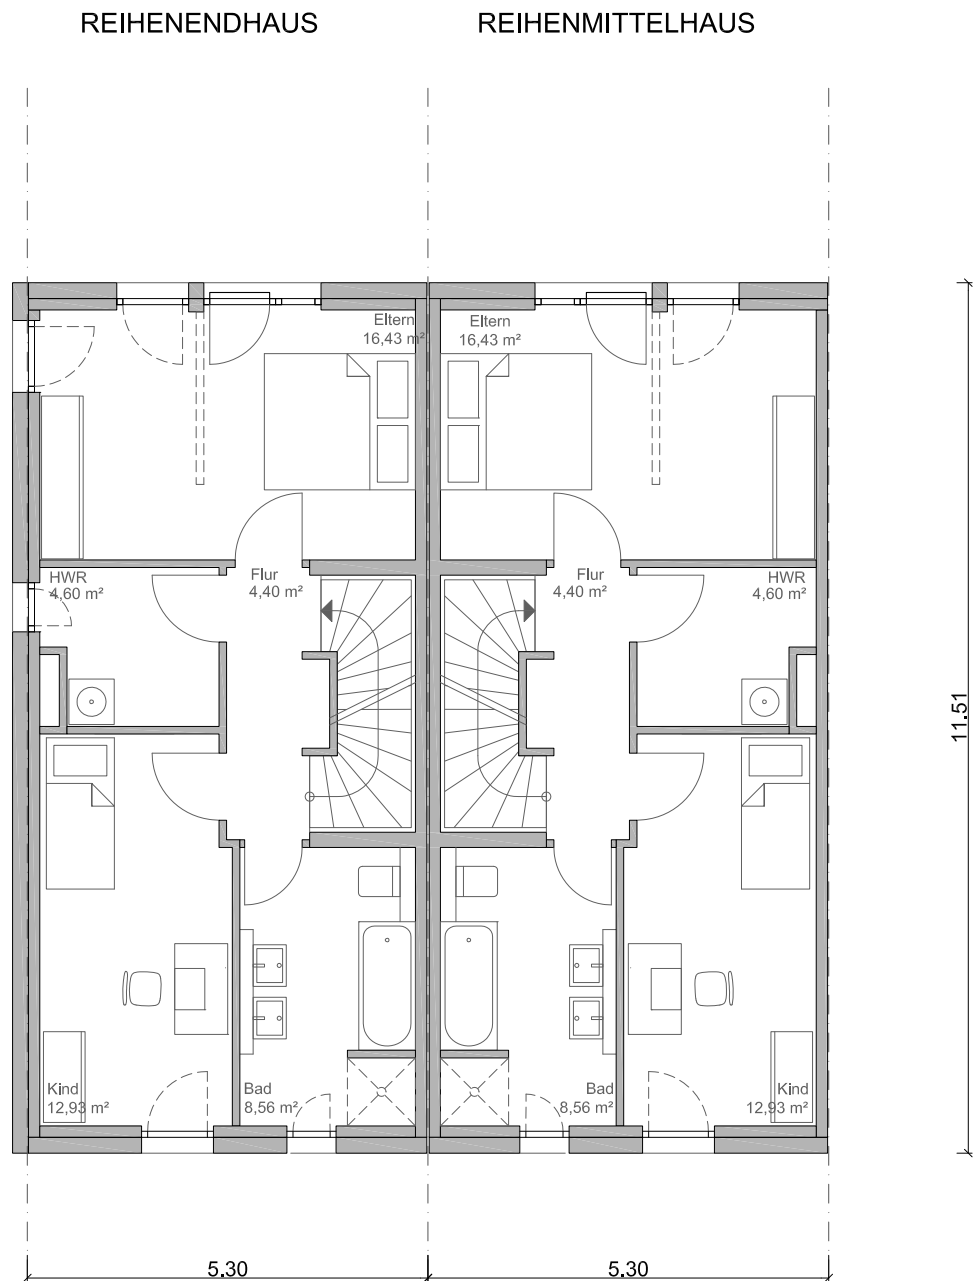 REIHENENDHAUS
REIHENMITTELHAUS
Eltern
16,43 m²
Eltern
16,43 m²
HWR
4,60 m²
Flur
4,40 m²
Flur
4,40 m²
HWR
4,60 m²
11.51
Kind
12,93 m²
Bad
8,56 m²
Bad
8,56 m²
Kind
12,93 m²
5.30
5.30